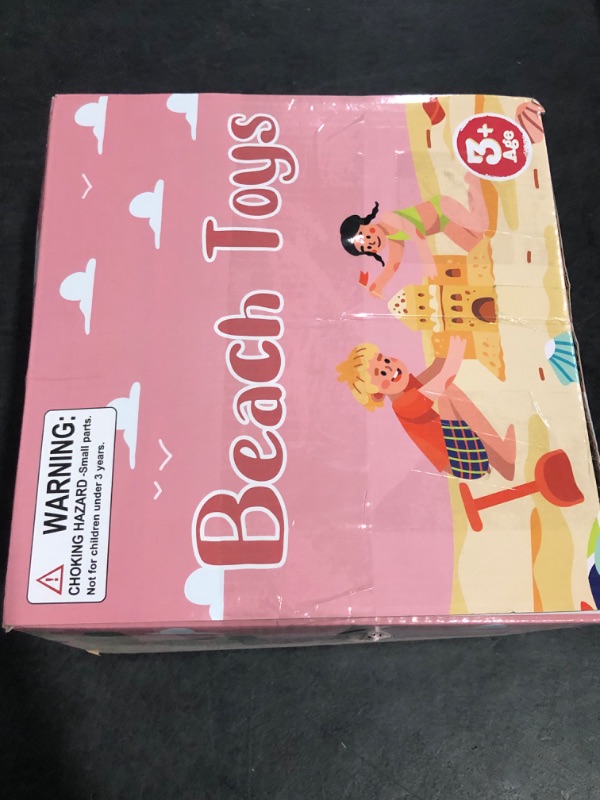 WARNING:
CHOKING HAZARD -Small parts.
Not for children under 3 years.
Beach Toys
3+
Age